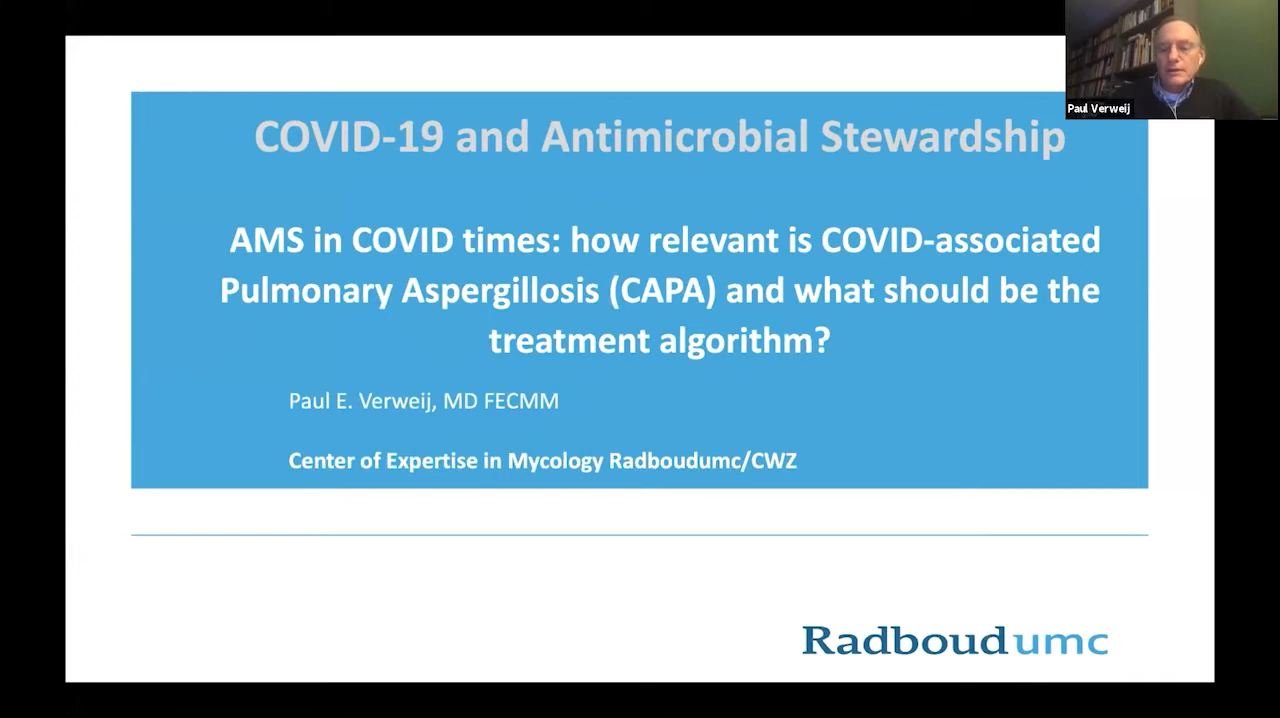 COVID-19 and Antimicrobial Stewardship
AMS in COVID times: how relevant is COVID-associated
Pulmonary Aspergillosis (CAPA) and what should be the
treatment algorithm?
Paul E. Verweij, MD FECMM
Center of Expertise in Mycology Radboudumc/CWZ
Radboudumc
Paul Verweij